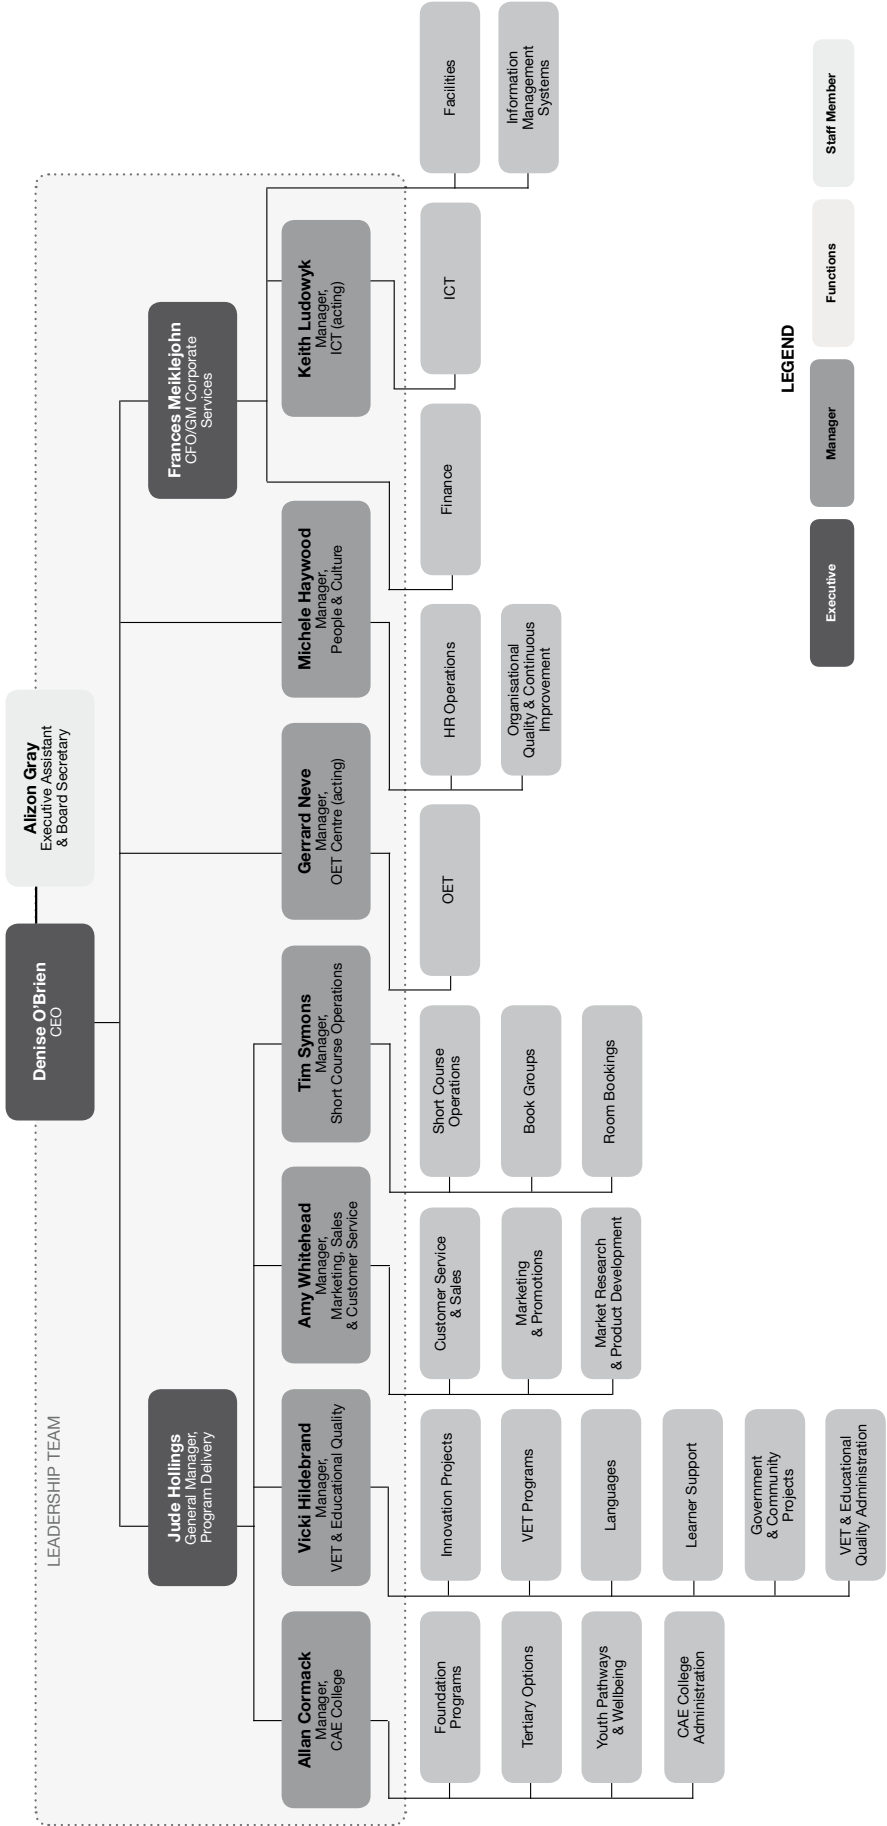 Denise O’Brien
CEO
Alizon Gray
Executive Assistant
& Board Secretary
LEADERSHIP TEAM
Jude Hollings
General Manager,
Program Delivery
Frances Meiklejohn
CFO/GM Corporate
Services
Allan Cormack
Manager,
CAE College
Vicki Hildebrand
Manager,
VET & Educational Quality
Amy Whitehead
Manager,
Marketing, Sales
& Customer Service
Tim Symons
Manager,
Short Course Operations
Gerrard Neve
Manager,
OET Centre (acting)
Michele Haywood
Manager,
People & Culture
Keith Ludowyk
Manager,
ICT (acting)
Foundation
Programs
Tertiary Options
Youth Pathways
& Wellbeing
CAE College
Administration
Innovation Projects
VET Programs
Languages
Learner Support
Government
& Community
Projects
VET & Educational
Quality Administration
Customer Service
& Sales
Marketing
& Promotions
Market Research
& Product Development
Short Course
Operations
Book Groups
Room Bookings
OET
HR Operations
Organisational
Quality & Continuous
Improvement
Finance
ICT
Facilities
Information
Management
Systems
LEGEND
Executive
Manager
Functions
Staff Member